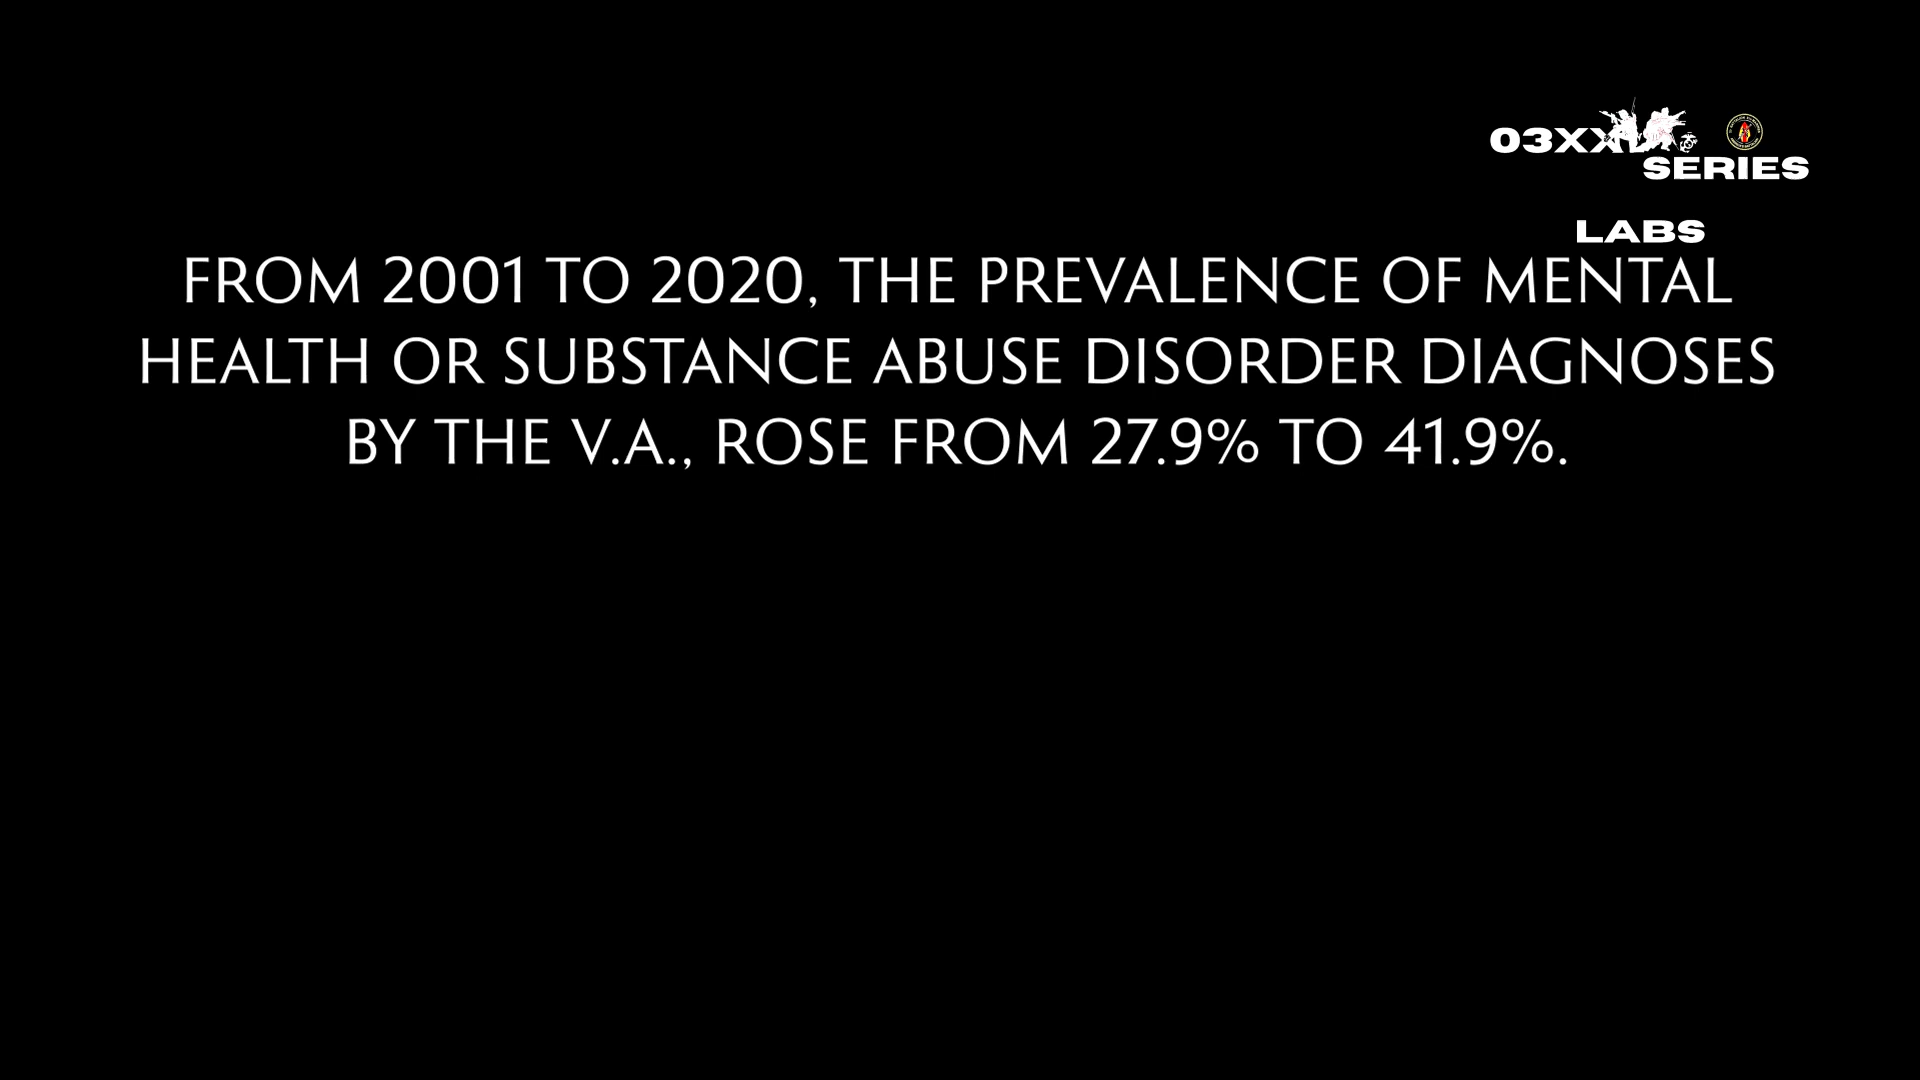 03XX
SERIES
LABS
FROM 2001 TO 2020, THE PREVALENCE OF MENTAL
HEALTH OR SUBSTANCE ABUSE DISORDER DIAGNOSES
BY THE V.A., ROSE FROM 27.9% TO 41.9%.